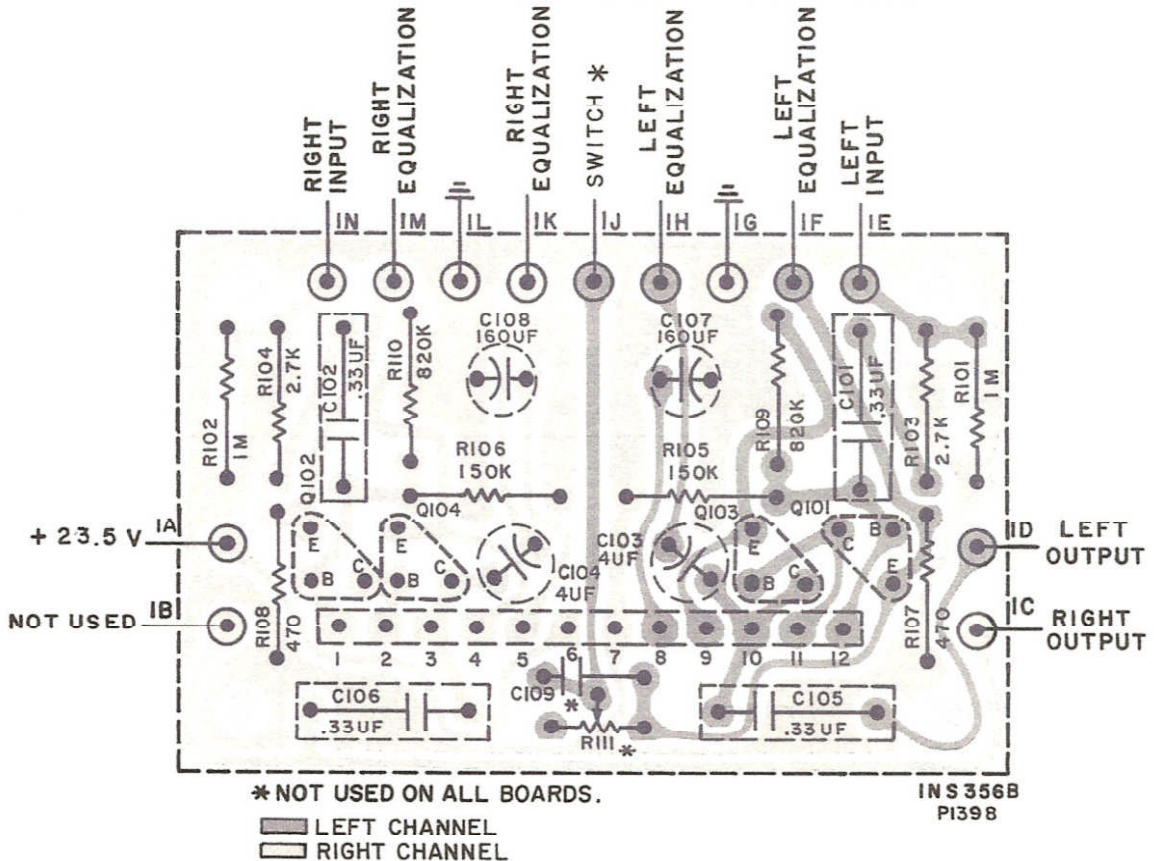 RIGHT INPUT
RIGHT EQUALIZATION
RIGHT EQUALIZATION
SWITCH *
LEFT EQUALIZATION
LEFT EQUALIZATION
LEFT INPUT
IN
IM
IL
IK
IJ
IH
IG
IF
IE
R102
1M
R104
2.7K
C102
.33UF
R110
820K
C108
160UF
C107
160UF
R109
820K
C101
.33UF
R103
2.7K
R101
1M
R106
150K
R105
150K
Q102
Q104
Q103
Q101
E
B
C
E
B
C
C104
4UF
C103
4UF
E
B
C
C
B
E
+ 23.5 V
IA
NOT USED
IB
ID
LEFT
OUTPUT
IC
RIGHT
OUTPUT
R108
470
R107
470
1 2 3 4 5 6 7 8 9 10 11 12
C106
.33UF
C109
*
R111 *
C105
.33UF
* NOT USED ON ALL BOARDS.
INS356B
P1398
LEFT CHANNEL
RIGHT CHANNEL